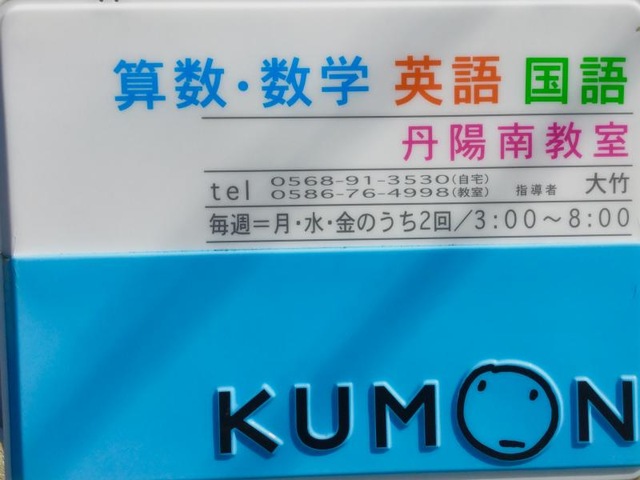 算数・数学 英語 国語
丹陽南教室
tel 0568-91-3530(自宅)
0586-76-4998(教室) 指導者 大竹
毎週=月・水・金のうち2回/3:00〜8:00
KUMON